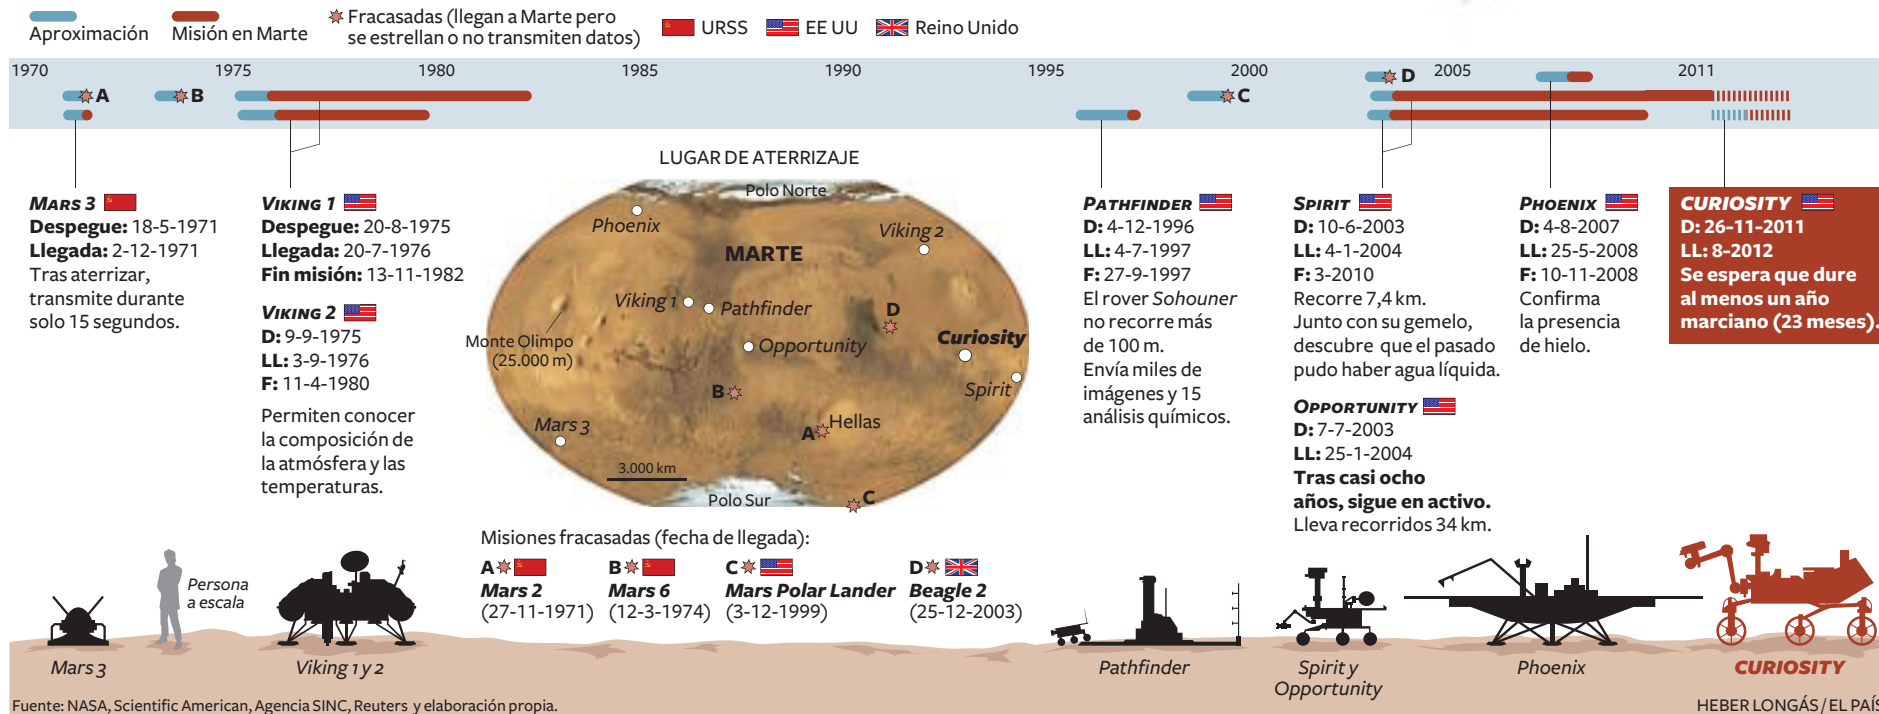 Aproximación
Misión en Marte
Fracasadas (llegan a Marte pero
se estrellan o no transmiten datos)
URSS
EE UU
Reino Unido
1970
1975
1980
1985
1990
1995
2000
2005
2011
A
B
C
D
MARS 3
Despegue: 18-5-1971
Llegada: 2-12-1971
Tras aterrizar,
transmite durante
solo 15 segundos.
VIKING 1
Despegue: 20-8-1975
Llegada: 20-7-1976
Fin misión: 13-11-1982
VIKING 2
D: 9-9-1975
LL: 3-9-1976
F: 11-4-1980
Permiten conocer
la composición de
la atmósfera y las
temperaturas.
LUGAR DE ATERRIZAJE
Polo Norte
Phoenix
Viking 2
MARTE
Viking 1
Pathfinder
D
Monte Olimpo
(25.000 m)
Opportunity
Curiosity
Spirit
B
Mars 3
A
Hellas
3.000 km
Polo Sur
C
Misiones fracasadas (fecha de llegada):
A
Mars 2
(27-11-1971)
B
Mars 6
(12-3-1974)
C
Mars Polar Lander
(3-12-1999)
D
Beagle 2
(25-12-2003)
PATHFINDER
D: 4-12-1996
LL: 4-7-1997
F: 27-9-1997
El rover Sohouner
no recorre más
de 100 m.
Envía miles de
imágenes y 15
análisis químicos.
SPIRIT
D: 10-6-2003
LL: 4-1-2004
F: 3-2010
Recorre 7,4 km.
Junto con su gemelo,
descubre que el pasado
pudo haber agua líquida.
OPPORTUNITY
D: 7-7-2003
LL: 25-1-2004
Tras casi ocho
años, sigue en activo.
Lleva recorridos 34 km.
PHOENIX
D: 4-8-2007
LL: 25-5-2008
F: 10-11-2008
Confirma
la presencia
de hielo.
CURIOSITY
D: 26-11-2011
LL: 8-2012
Se espera que dure
al menos un año
marciano (23 meses).
Persona
a escala
Mars 3
Viking 1 y 2
Pathfinder
Spirit y
Opportunity
Phoenix
CURIOSITY
Fuente: NASA, Scientific American, Agencia SINC, Reuters y elaboración propia.
HEBER LONGÁS / EL PAÍS